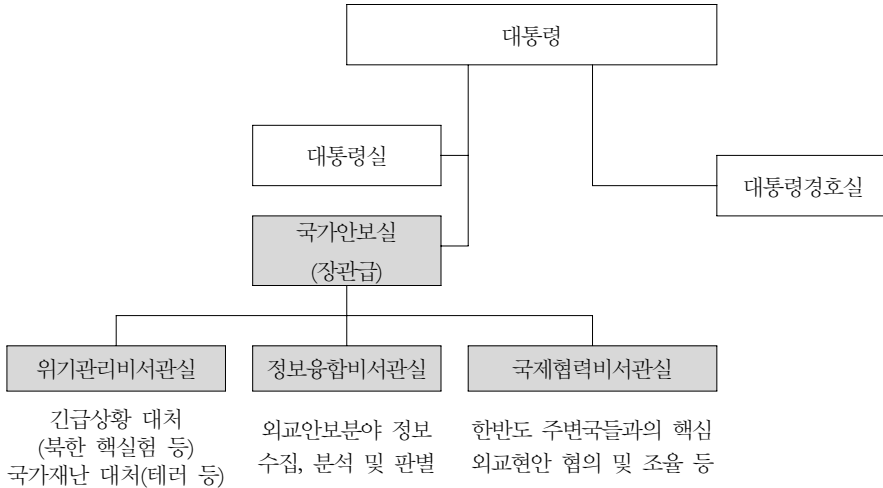 대통령
대통령실
대통령경호실
국가안보실
(장관급)
위기관리비서관실
정보융합비서관실
국제협력비서관실
긴급상황 대처
(북한 핵실험 등)
국가재난 대처(테러 등)
외교안보분야 정보
수집, 분석 및 판별
한반도 주변국들과의 핵심
외교현안 협의 및 조율 등